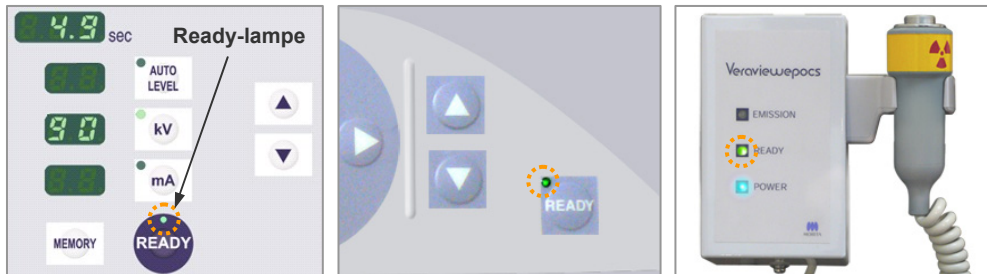 4.9 sec
Ready-lampe
AUTO
LEVEL
90
kV
mA
MEMORY
READY
READY
Veraviewepocs
EMISSION
READY
POWER